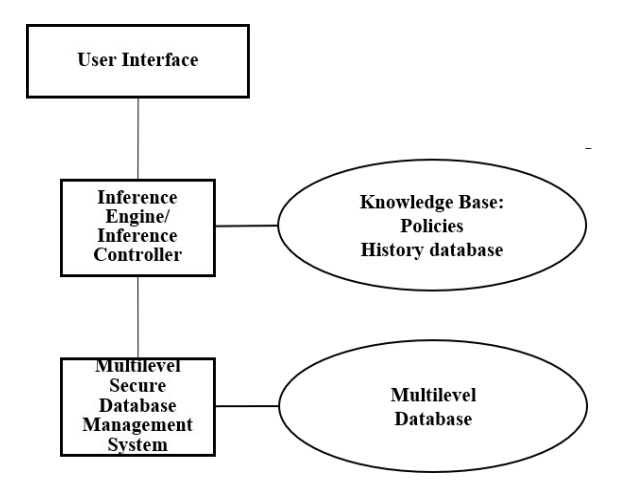 User Interface
Inference
Engine/
Inference
Controller
Knowledge Base:
Policies
History database
Multilevel
Secure
Database
Management
System
Multilevel
Database